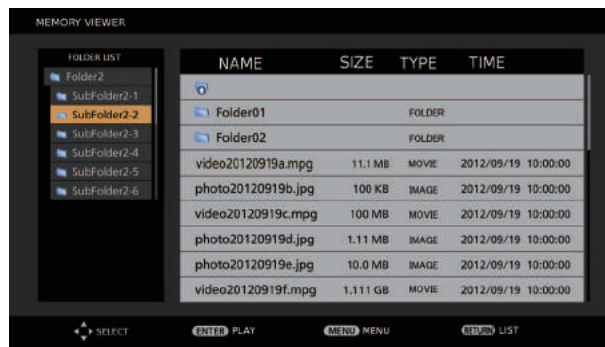 MEMORY VIEWER
FOLDER LIST
Folder2
SubFolder2-1
SubFolder2-2
SubFolder2-3
SubFolder2-4
SubFolder2-5
SubFolder2-6
NAME SIZE TYPE TIME
Folder01 FOLDER
Folder02 FOLDER
video20120919a.mpg 11.1 MB MOVIE 2012/09/19 10:00:00
photo20120919b.jpg 100 KB IMAGE 2012/09/19 10:00:00
video20120919c.mpg 100 MB MOVIE 2012/09/19 10:00:00
photo20120919d.jpg 1.11 MB IMAGE 2012/09/19 10:00:00
photo20120919e.jpg 10.0 MB IMAGE 2012/09/19 10:00:00
video20120919f.mpg 1.111 GB MOVIE 2012/09/19 10:00:00
SELECT ENTER PLAY MENU MENU RETURN LIST